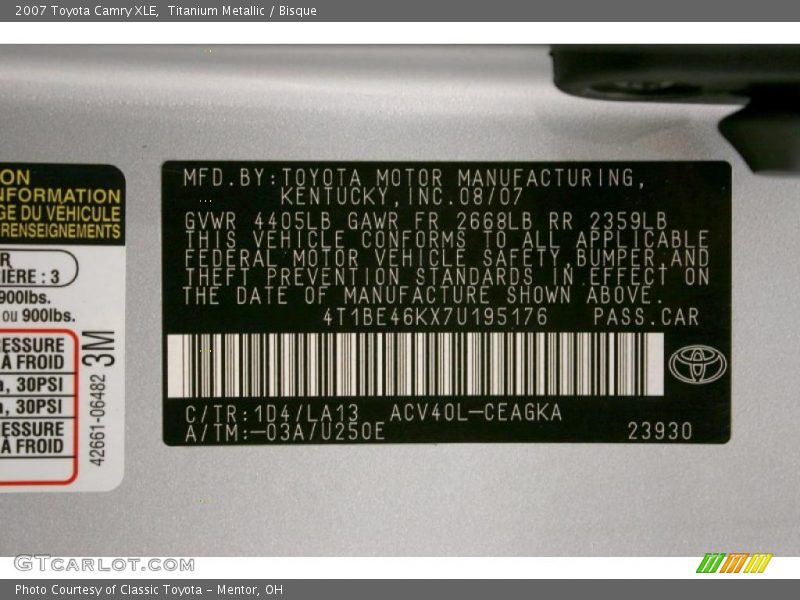 2007 Toyota Camry XLE,  Titanium Metallic / Bisque
ON
NFORMATION
GE DU VÉHICULE
RENSEIGNEMENTS
R
IÈRE : 3
900lbs.
ou 900lbs.
ESSURE
À FROID
, 30PSI
, 30PSI
ESSURE
À FROID
42661-06482 3M
MFD.BY:TOYOTA MOTOR MANUFACTURING,
KENTUCKY,INC.08/07
GVWR 4405LB GAWR FR 2668LB RR 2359LB
THIS VEHICLE CONFORMS TO ALL APPLICABLE
FEDERAL MOTOR VEHICLE SAFETY,BUMPER,AND
THEFT PREVENTION STANDARDS IN EFFECT ON
THE DATE OF MANUFACTURE SHOWN ABOVE.
4T1BE46KX7U195176 PASS.CAR
C/TR:1D4/LA13 ACV40L-CEAGKA
A/TM:-03A/U250E 23930
GTCARLOT.COM
Photo Courtesy of Classic Toyota - Mentor, OH